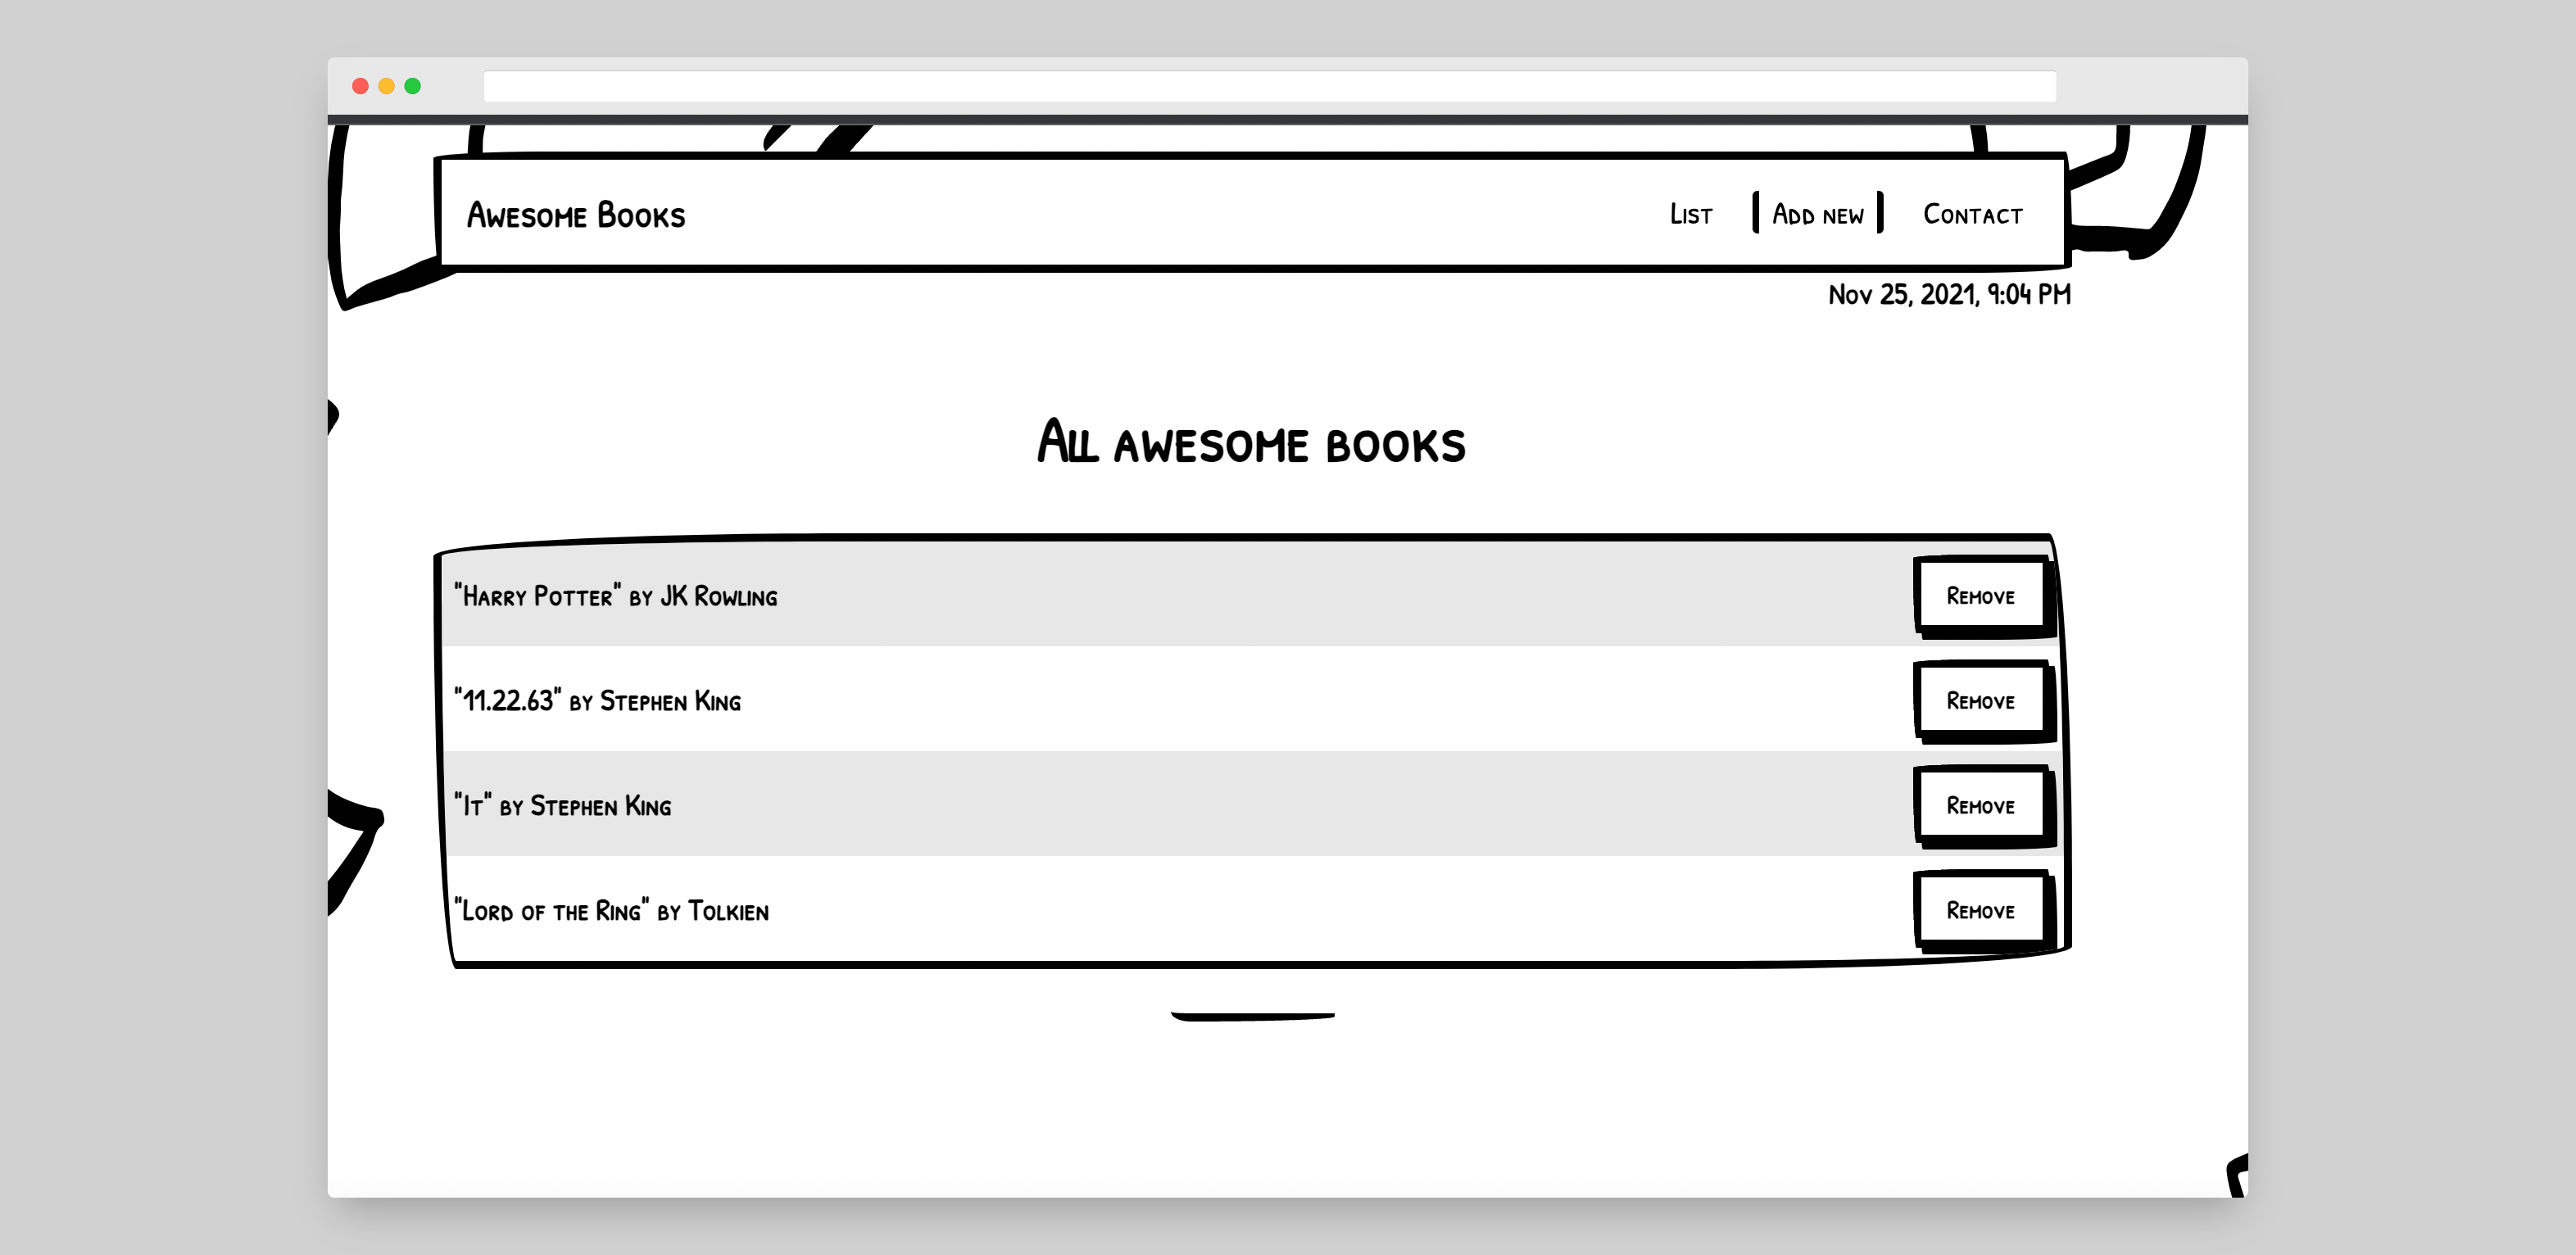 Awesome Books
List
Add new
Contact
Nov 25, 2021, 9:04 PM
All awesome books
"Harry Potter" by JK Rowling
Remove
"11.22.63" by Stephen King
Remove
"It" by Stephen King
Remove
"Lord of the Ring" by Tolkien
Remove